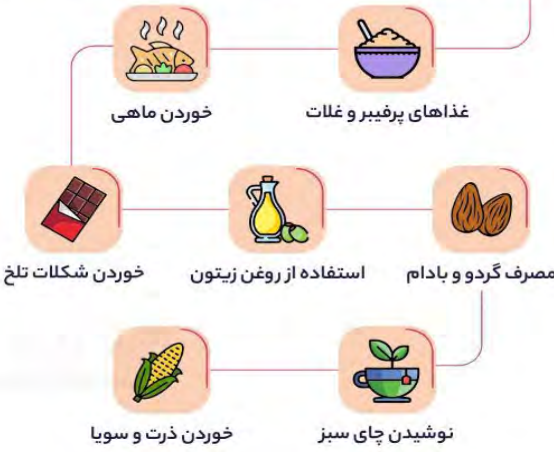 غذاهای پرفیبر و غلات
خوردن ماهی
مصرف گردو و بادام
استفاده از روغن زیتون
خوردن شکلات تلخ
نوشیدن چای سبز
خوردن ذرت و سویا